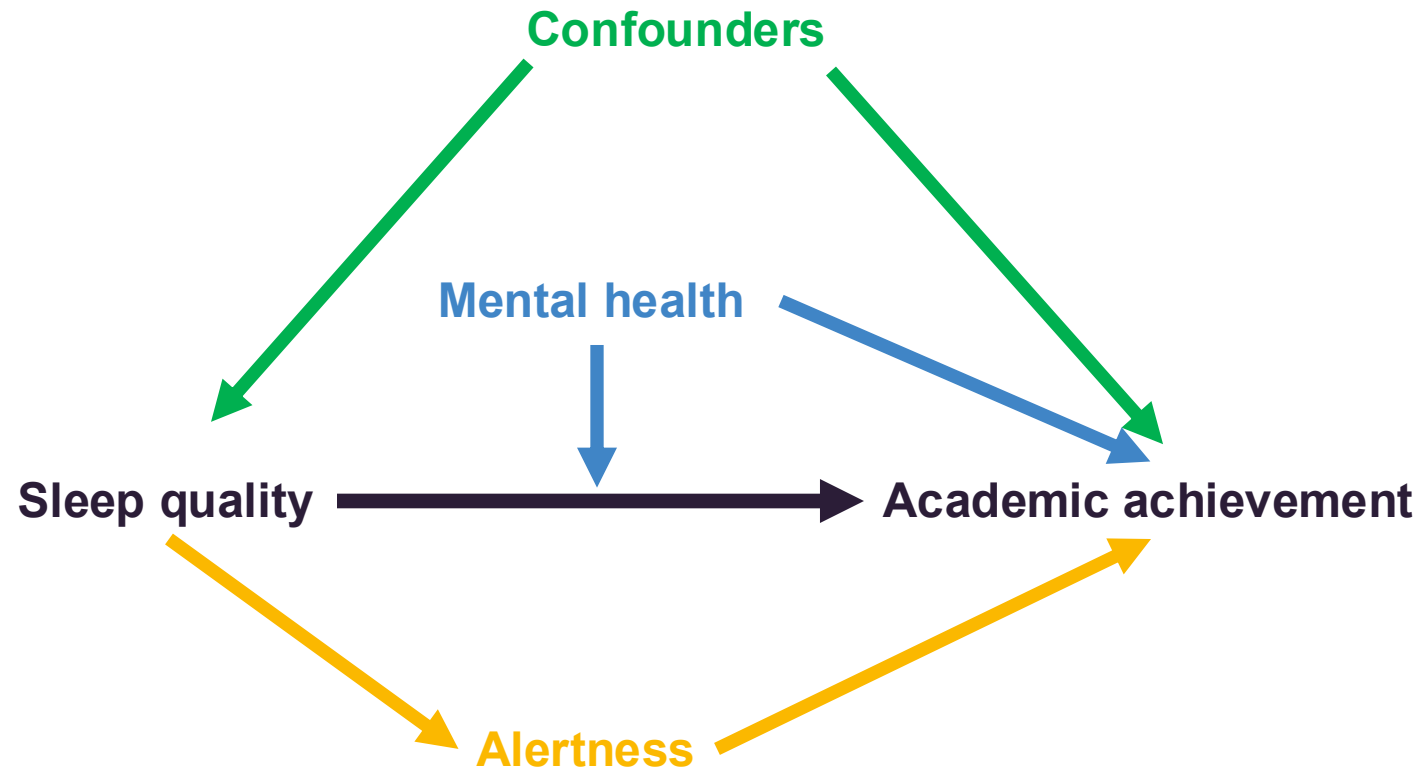 Confounders
Mental health
Sleep quality
Academic achievement
Alertness